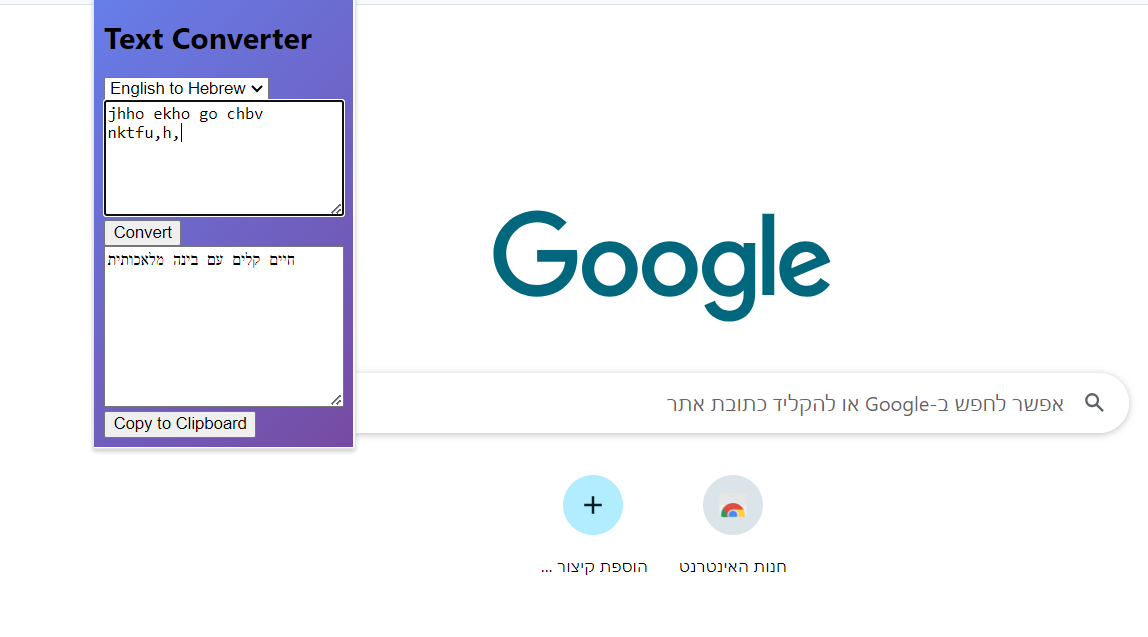 Text Converter
English to Hebrew
jhho ekho go chbv
nktfu,h,
Convert
חיים קלים עם בינה מלאכותית
Copy to Clipboard
Google
אפשר לחפש ב-Google או להקליד כתובת אתר
חנות האינטרנט
הוספת קיצור ...